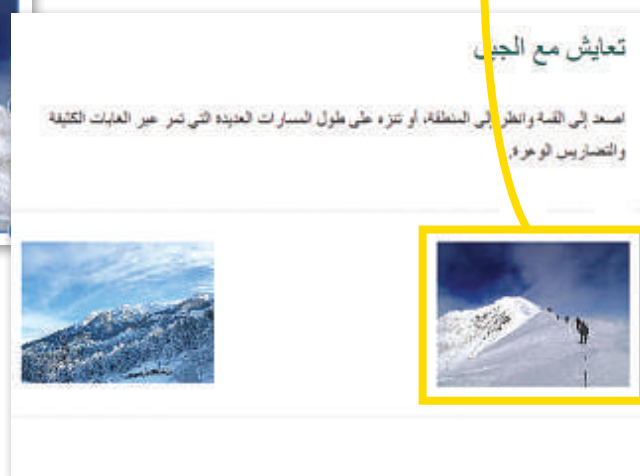 تعايش مع الجبل
اصعد إلى القمة وانظر إلى المنطقة، أو تنزه على طول المسارات العديدة التي تمر عبر الغابات الكثيفة
والتضاريس الوعرة.